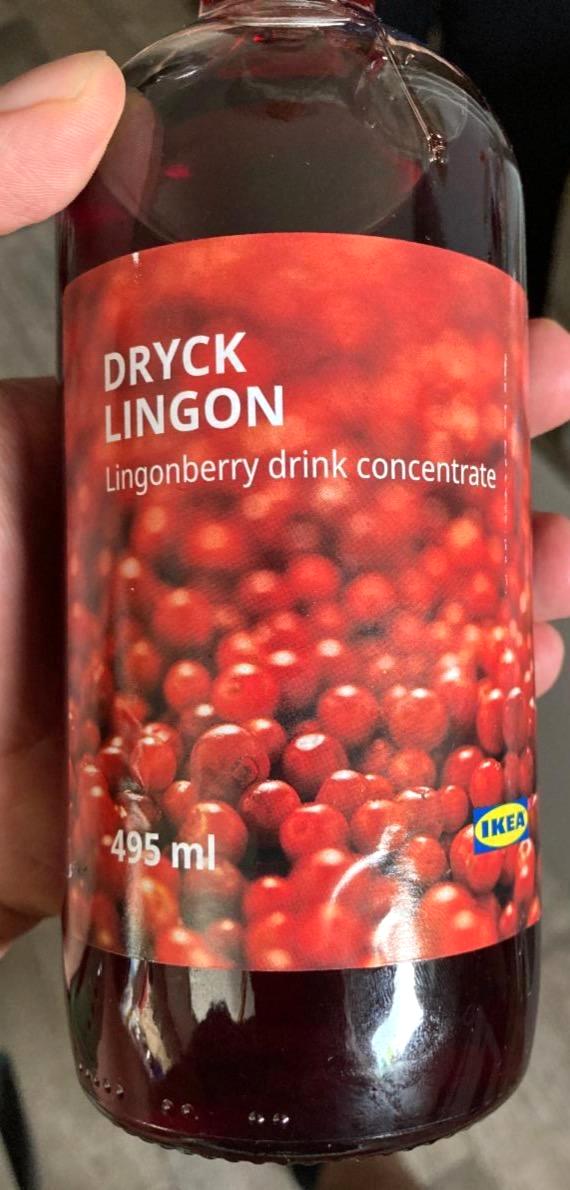 DRYCK
LINGON
Lingonberry drink concentrate
495 ml
IKEA